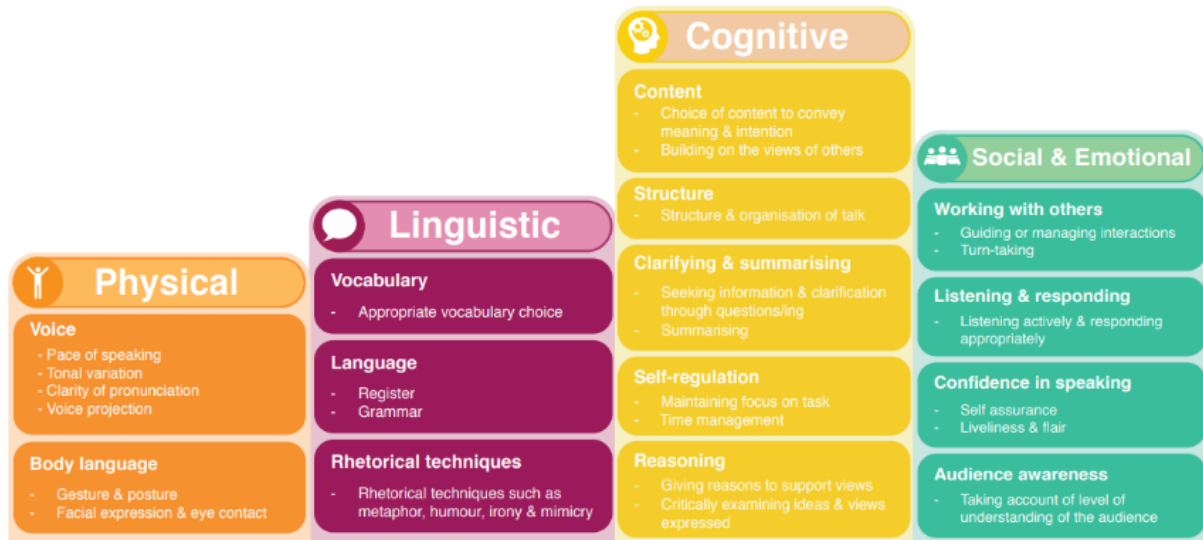 Physical
Voice
- Pace of speaking
- Tonal variation
- Clarity of pronunciation
- Voice projection
Body language
- Gesture & posture
- Facial expression & eye contact
Linguistic
Vocabulary
- Appropriate vocabulary choice
Language
- Register
- Grammar
Rhetorical techniques
- Rhetorical techniques such as
metaphor, humour, irony & mimicry
Cognitive
Content
- Choice of content to convey
meaning & intention
- Building on the views of others
Structure
- Structure & organisation of talk
Clarifying & summarising
- Seeking information & clarification
through questions/ing
- Summarising
Self-regulation
- Maintaining focus on task
- Time management
Reasoning
- Giving reasons to support views
- Critically examining ideas & views
expressed
Social & Emotional
Working with others
- Guiding or managing interactions
- Turn-taking
Listening & responding
- Listening actively & responding
appropriately
Confidence in speaking
- Self assurance
- Liveliness & flair
Audience awareness
- Taking account of level of
understanding of the audience